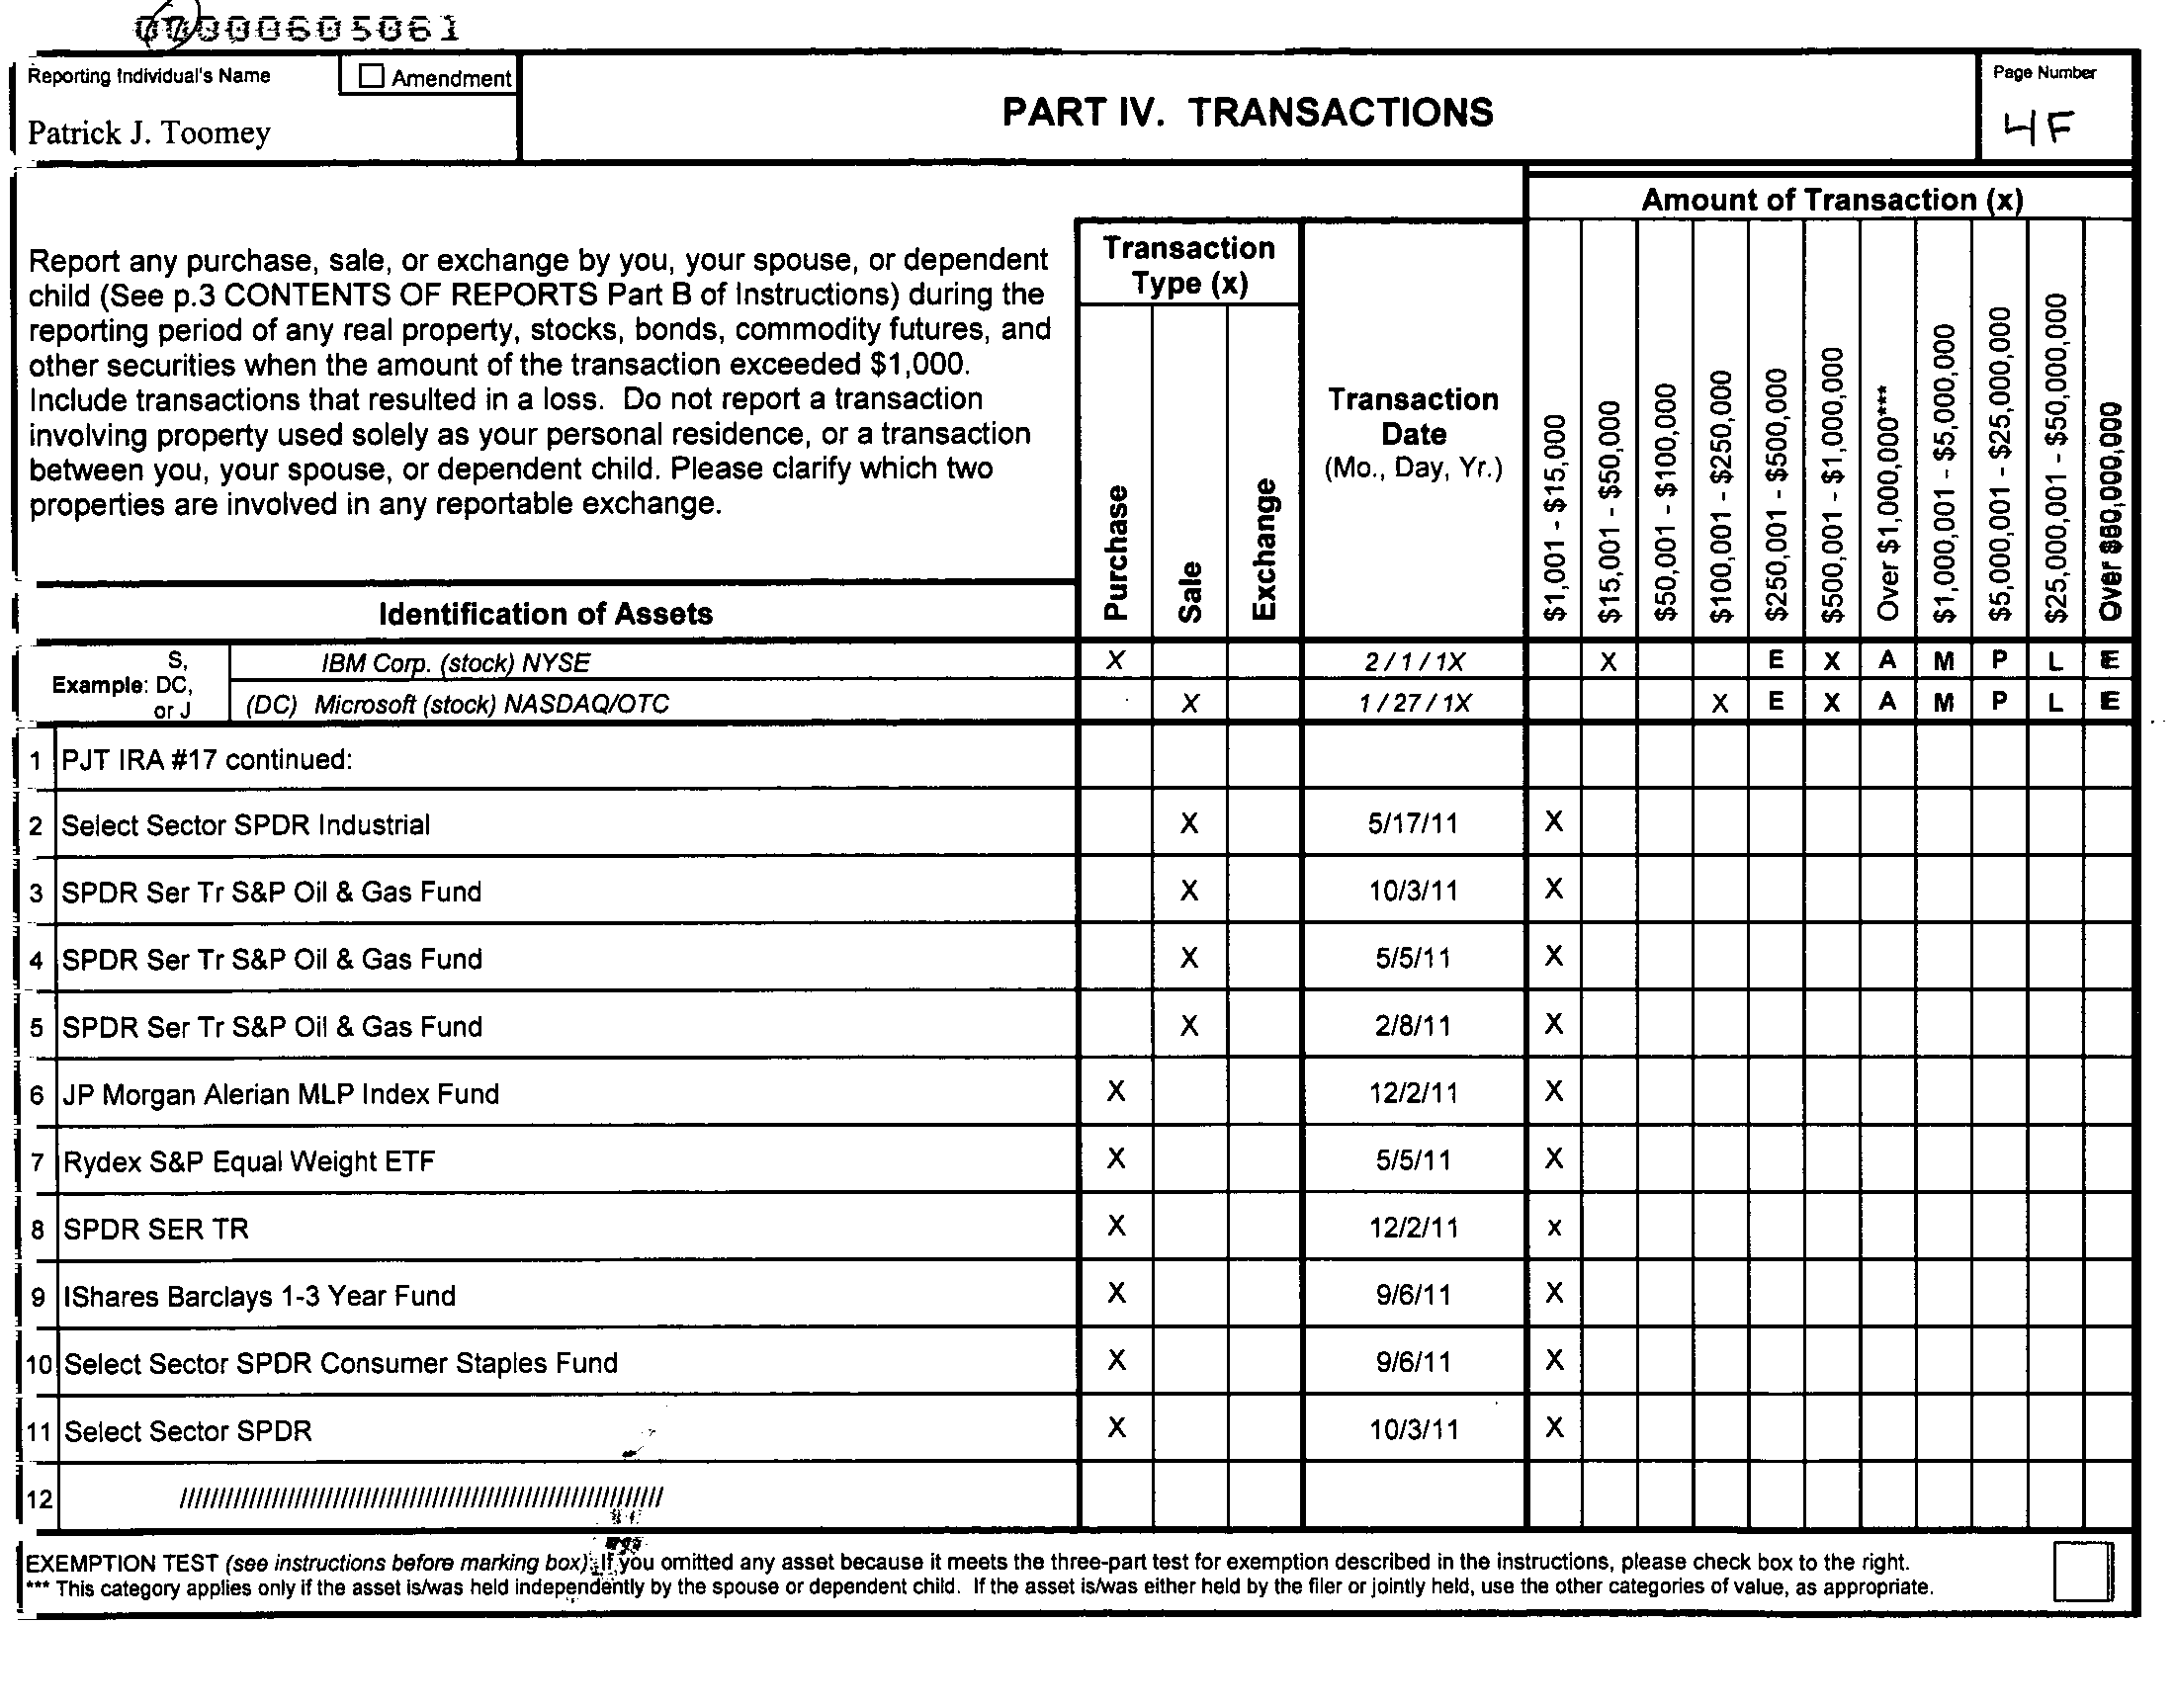 000000605061
Reporting Individual's Name
☐ Amendment
Patrick J. Toomey
PART IV. TRANSACTIONS
Page Number
4F
Report any purchase, sale, or exchange by you, your spouse, or dependent
child (See p.3 CONTENTS OF REPORTS Part B of Instructions) during the
reporting period of any real property, stocks, bonds, commodity futures, and
other securities when the amount of the transaction exceeded $1,000.
Include transactions that resulted in a loss. Do not report a transaction
involving property used solely as your personal residence, or a transaction
between you, your spouse, or dependent child. Please clarify which two
properties are involved in any reportable exchange.
Identification of Assets
Transaction
Type (x)
Purchase
Sale
Exchange
Transaction
Date
(Mo., Day, Yr.)
Amount of Transaction (x)
$1,001 - $15,000
$15,001 - $50,000
$50,001 - $100,000
$100,001 - $250,000
$250,001 - $500,000
$500,001 - $1,000,000
Over $1,000,000***
$1,000,001 - $5,000,000
$5,000,001 - $25,000,000
$25,000,001 - $50,000,000
Over $50,000,000
Example: S, DC, or J
IBM Corp. (stock) NYSE X 2 / 1 / 1X X E X A M P L E
(DC) Microsoft (stock) NASDAQ/OTC X 1 / 27 / 1X X E X A M P L E
1 PJT IRA #17 continued:
2 Select Sector SPDR Industrial X 5/17/11 X
3 SPDR Ser Tr S&P Oil & Gas Fund X 10/3/11 X
4 SPDR Ser Tr S&P Oil & Gas Fund X 5/5/11 X
5 SPDR Ser Tr S&P Oil & Gas Fund X 2/8/11 X
6 JP Morgan Alerian MLP Index Fund X 12/2/11 X
7 Rydex S&P Equal Weight ETF X 5/5/11 X
8 SPDR SER TR X 12/2/11 x
9 IShares Barclays 1-3 Year Fund X 9/6/11 X
10 Select Sector SPDR Consumer Staples Fund X 9/6/11 X
11 Select Sector SPDR X 10/3/11 X
12 ////////////////////////////////////////////////////////////////
EXEMPTION TEST (see instructions before marking box): If you omitted any asset because it meets the three-part test for exemption described in the instructions, please check box to the right.
*** This category applies only if the asset is/was held independently by the spouse or dependent child. If the asset is/was either held by the filer or jointly held, use the other categories of value, as appropriate.